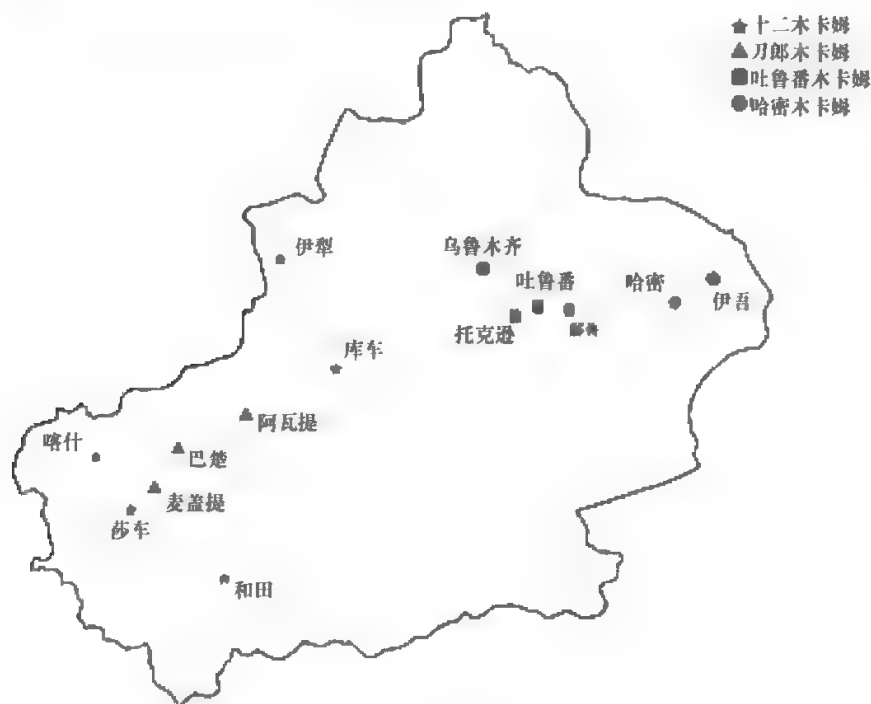 十二木卡姆
刀郎木卡姆
吐鲁番木卡姆
哈密木卡姆
伊犁
乌鲁木齐
吐鲁番
哈密
伊吾
托克逊
库车
阿瓦提
喀什
巴楚
麦盖提
莎车
和田